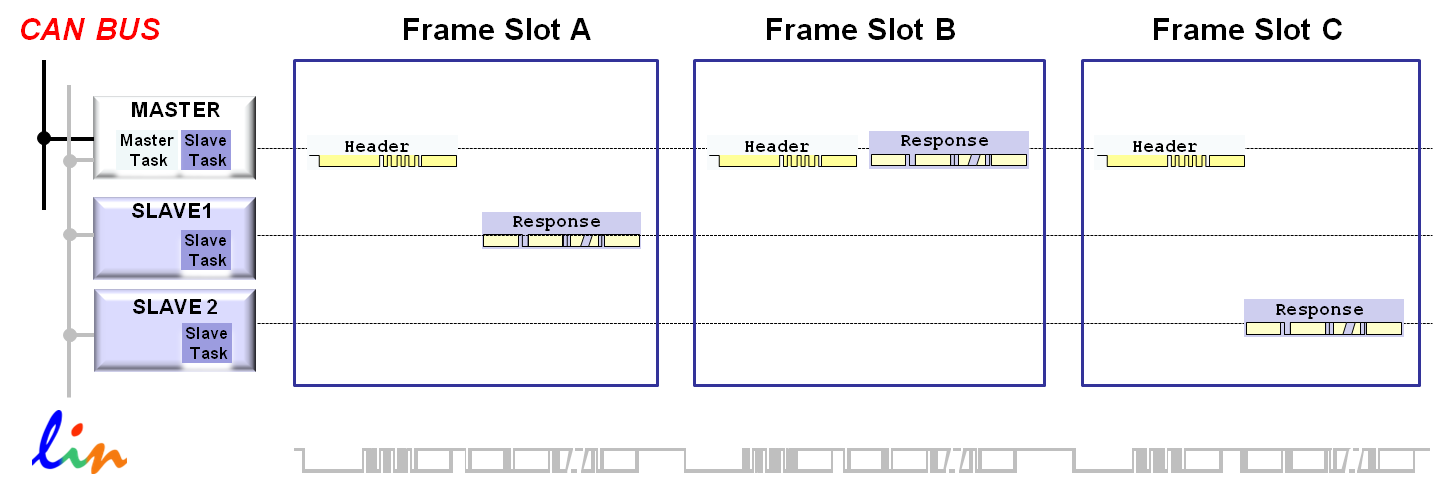 CAN BUS
Frame Slot A
Frame Slot B
Frame Slot C
MASTER
Master
Task
Slave
Task
Header
Header
Response
Header
SLAVE1
Slave
Task
Response
SLAVE 2
Slave
Task
Response
lin